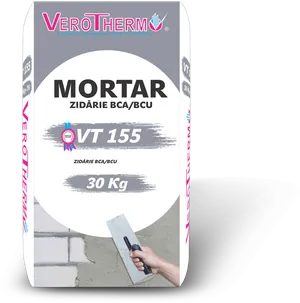 VEROTHERM
MORTAR
ZIDĂRIE BCA/BCU
VT 155
ZIDĂRIE BCA/BCU
30 Kg
VEROTHERM